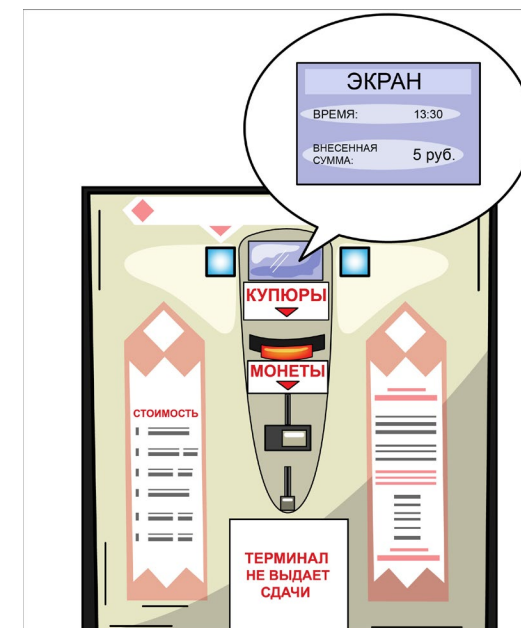 ЭКРАН
ВРЕМЯ: 13:30
ВНЕСЕННАЯ
СУММА: 5 руб.
КУПЮРЫ
МОНЕТЫ
СТОИМОСТЬ
ТЕРМИНАЛ
НЕ ВЫДАЕТ
СДАЧИ